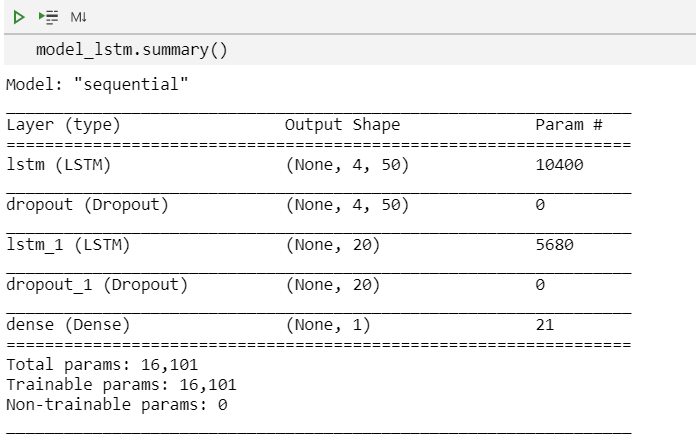 M↓
model_lstm.summary()
Model: "sequential"
_________________________________________________________________
Layer (type)                 Output Shape              Param #
=================================================================
lstm (LSTM)                  (None, 4, 50)             10400
_________________________________________________________________
dropout (Dropout)            (None, 4, 50)             0
_________________________________________________________________
lstm_1 (LSTM)                (None, 20)                5680
_________________________________________________________________
dropout_1 (Dropout)          (None, 20)                0
_________________________________________________________________
dense (Dense)                (None, 1)                 21
=================================================================
Total params: 16,101
Trainable params: 16,101
Non-trainable params: 0
_________________________________________________________________